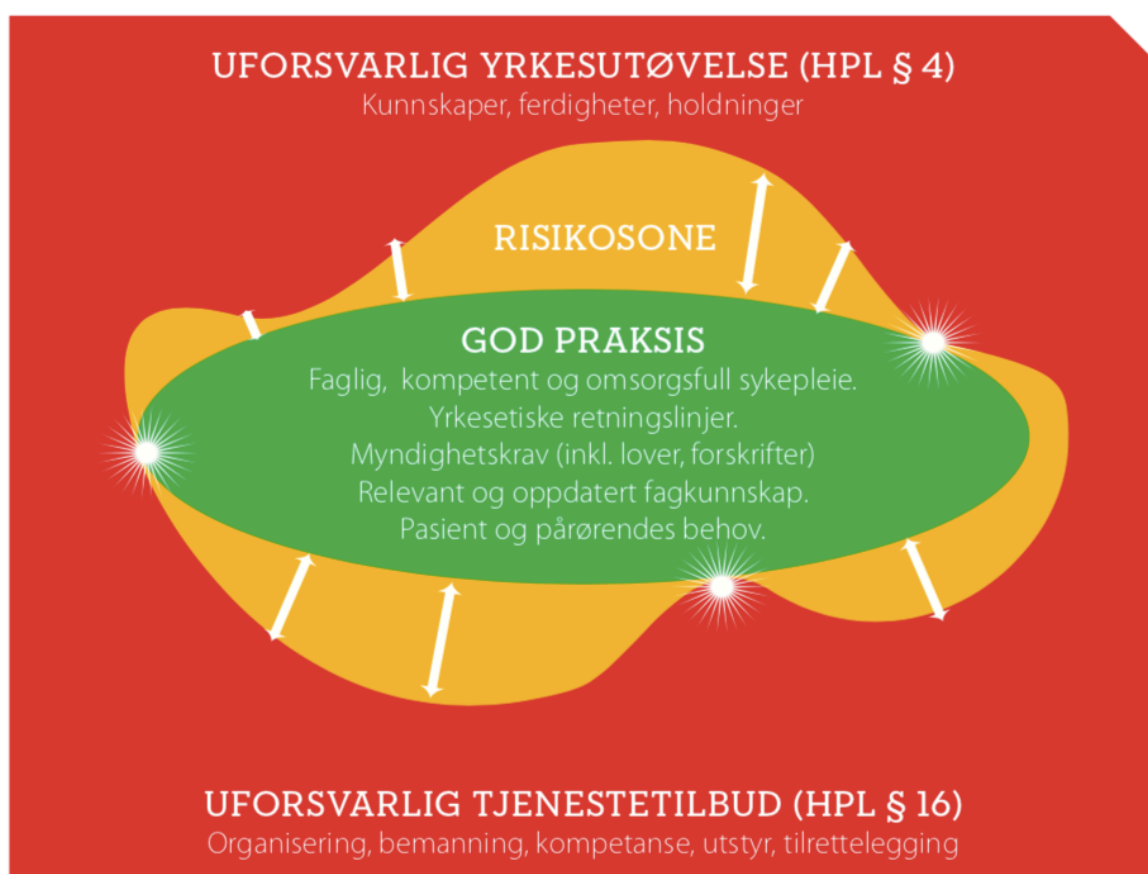 UFORSVARLIG YRKESUTØVELSE (HPL § 4)
Kunnskaper, ferdigheter, holdninger
RISIKOSONE
GOD PRAKSIS
Faglig, kompetent og omsorgsfull sykepleie.
Yrkesetiske retningslinjer.
Myndighetskrav (inkl. lover, forskrifter)
Relevant og oppdatert fagkunnskap.
Pasient og pårørendes behov.
UFORSVARLIG TJENESTETILBUD (HPL § 16)
Organisering, bemanning, kompetanse, utstyr, tilrettelegging